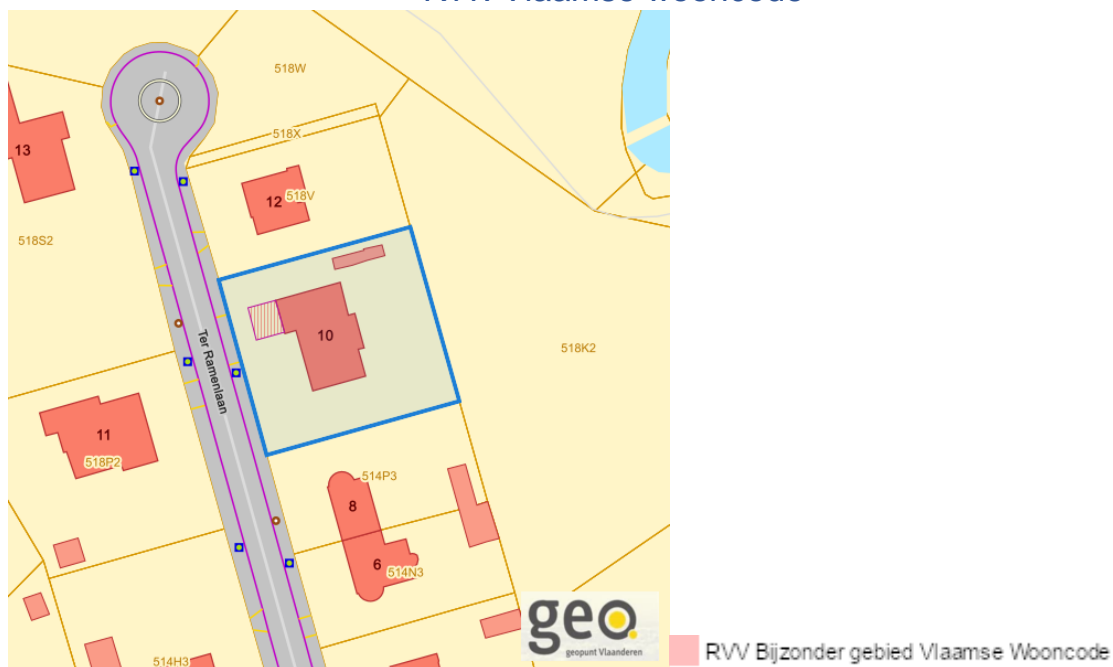 RVV Vlaamse Wooncode
518W
518X
13
12
518V
518S2
10
518K2
Ter Ramenlaan
11
518P2
514P3
8
6
514N3
514H3
geo.
geopunt Vlaanderen
RVV Bijzonder gebied Vlaamse Wooncode